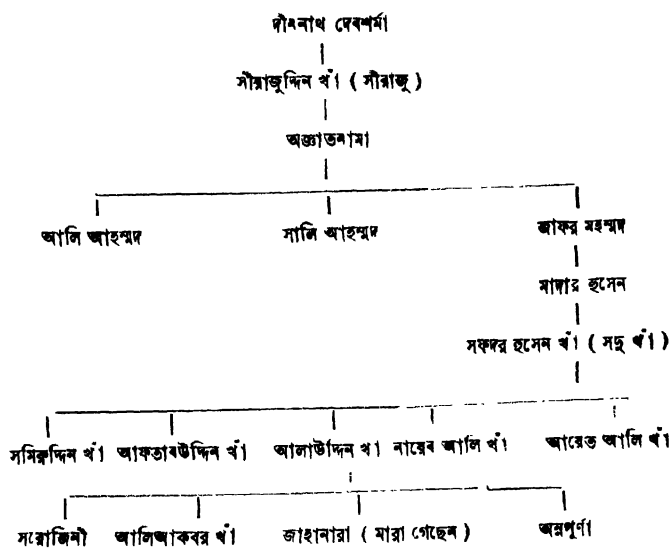 দীননাথ দেবশর্মা
সীরাজুদ্দিন খাঁ ( সীরাজু )
অজ্ঞাতনামা
আলি আহম্মদ সালি আহম্মদ জাফর মহম্মদ
মাদার হুসেন
সফদর হুসেন খাঁ ( সদু খাঁ )
সমিরুদ্দিন খাঁ আফতাবউদ্দিন খাঁ আলাউদ্দিন খাঁ নায়েব আলি খাঁ আয়েত আলি খাঁ
সরোজিনী আলিআকবর খাঁ জাহানারা ( মারা গেছেন ) অন্নপূর্ণা